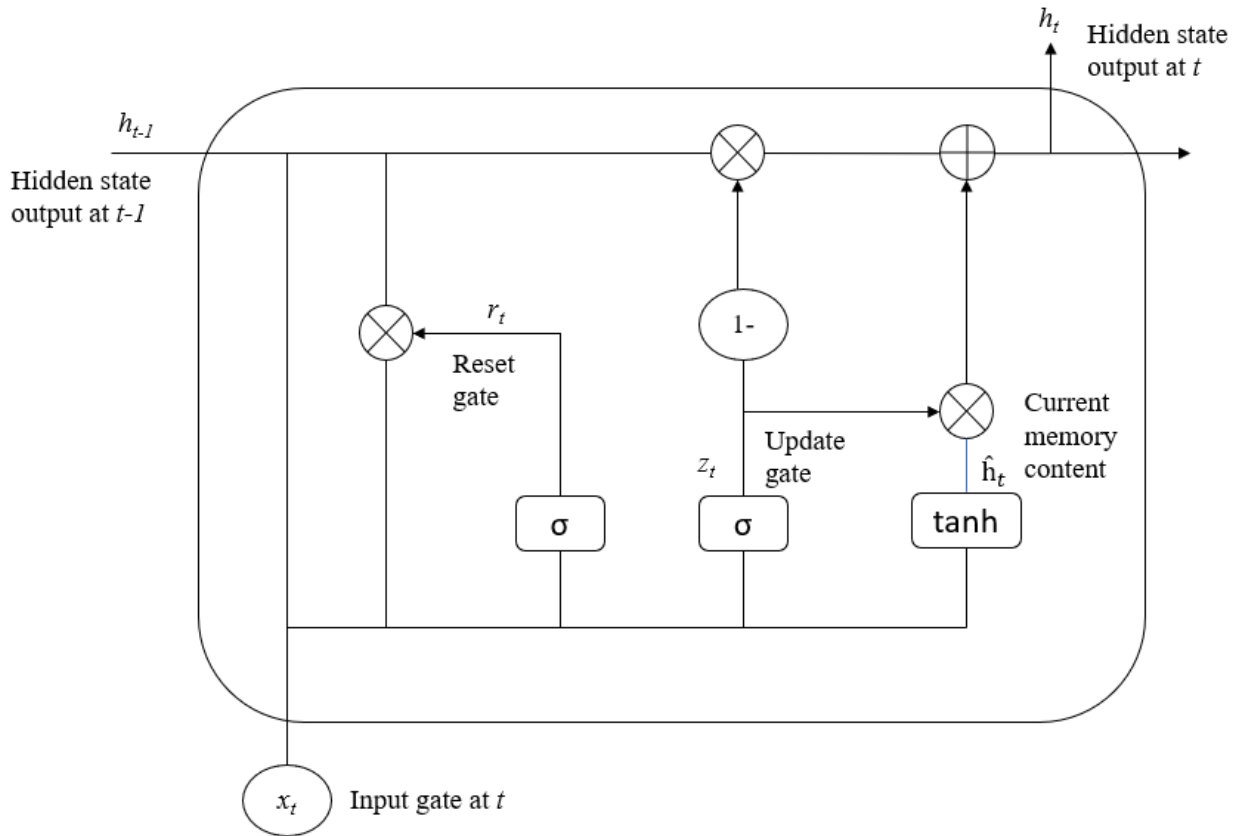 h_t
Hidden state
output at t
h_{t-1}
Hidden state
output at t-1
r_t
Reset
gate
1-
z_t
Update
gate
Current
memory
content
ĥ_t
σ
σ
tanh
x_t
Input gate at t